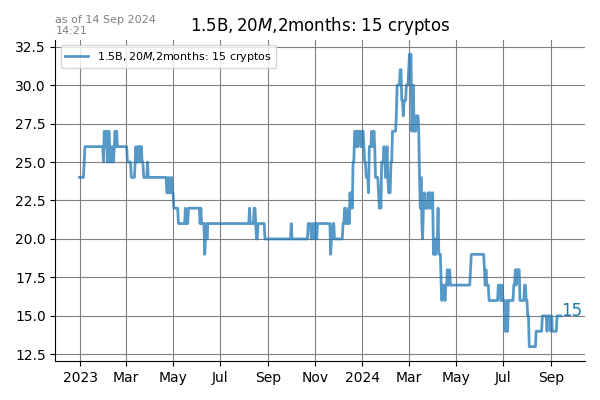 as of 14 Sep 2024
14:21
1.5B, 20M,2months: 15 cryptos
1.5B, 20M,2months: 15 cryptos
32.5
30.0
27.5
25.0
22.5
20.0
17.5
15.0
12.5
15
2023 Mar May Jul Sep Nov 2024 Mar May Jul Sep